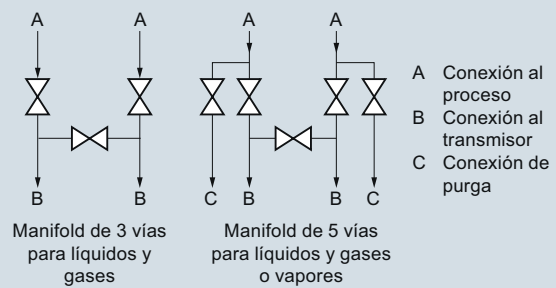 A A A A
A Conexión al
proceso
B Conexión al
transmisor
C Conexión de
purga
B B C B B C
Manifold de 3 vías
para líquidos y
gases
Manifold de 5 vías
para líquidos y gases
o vapores